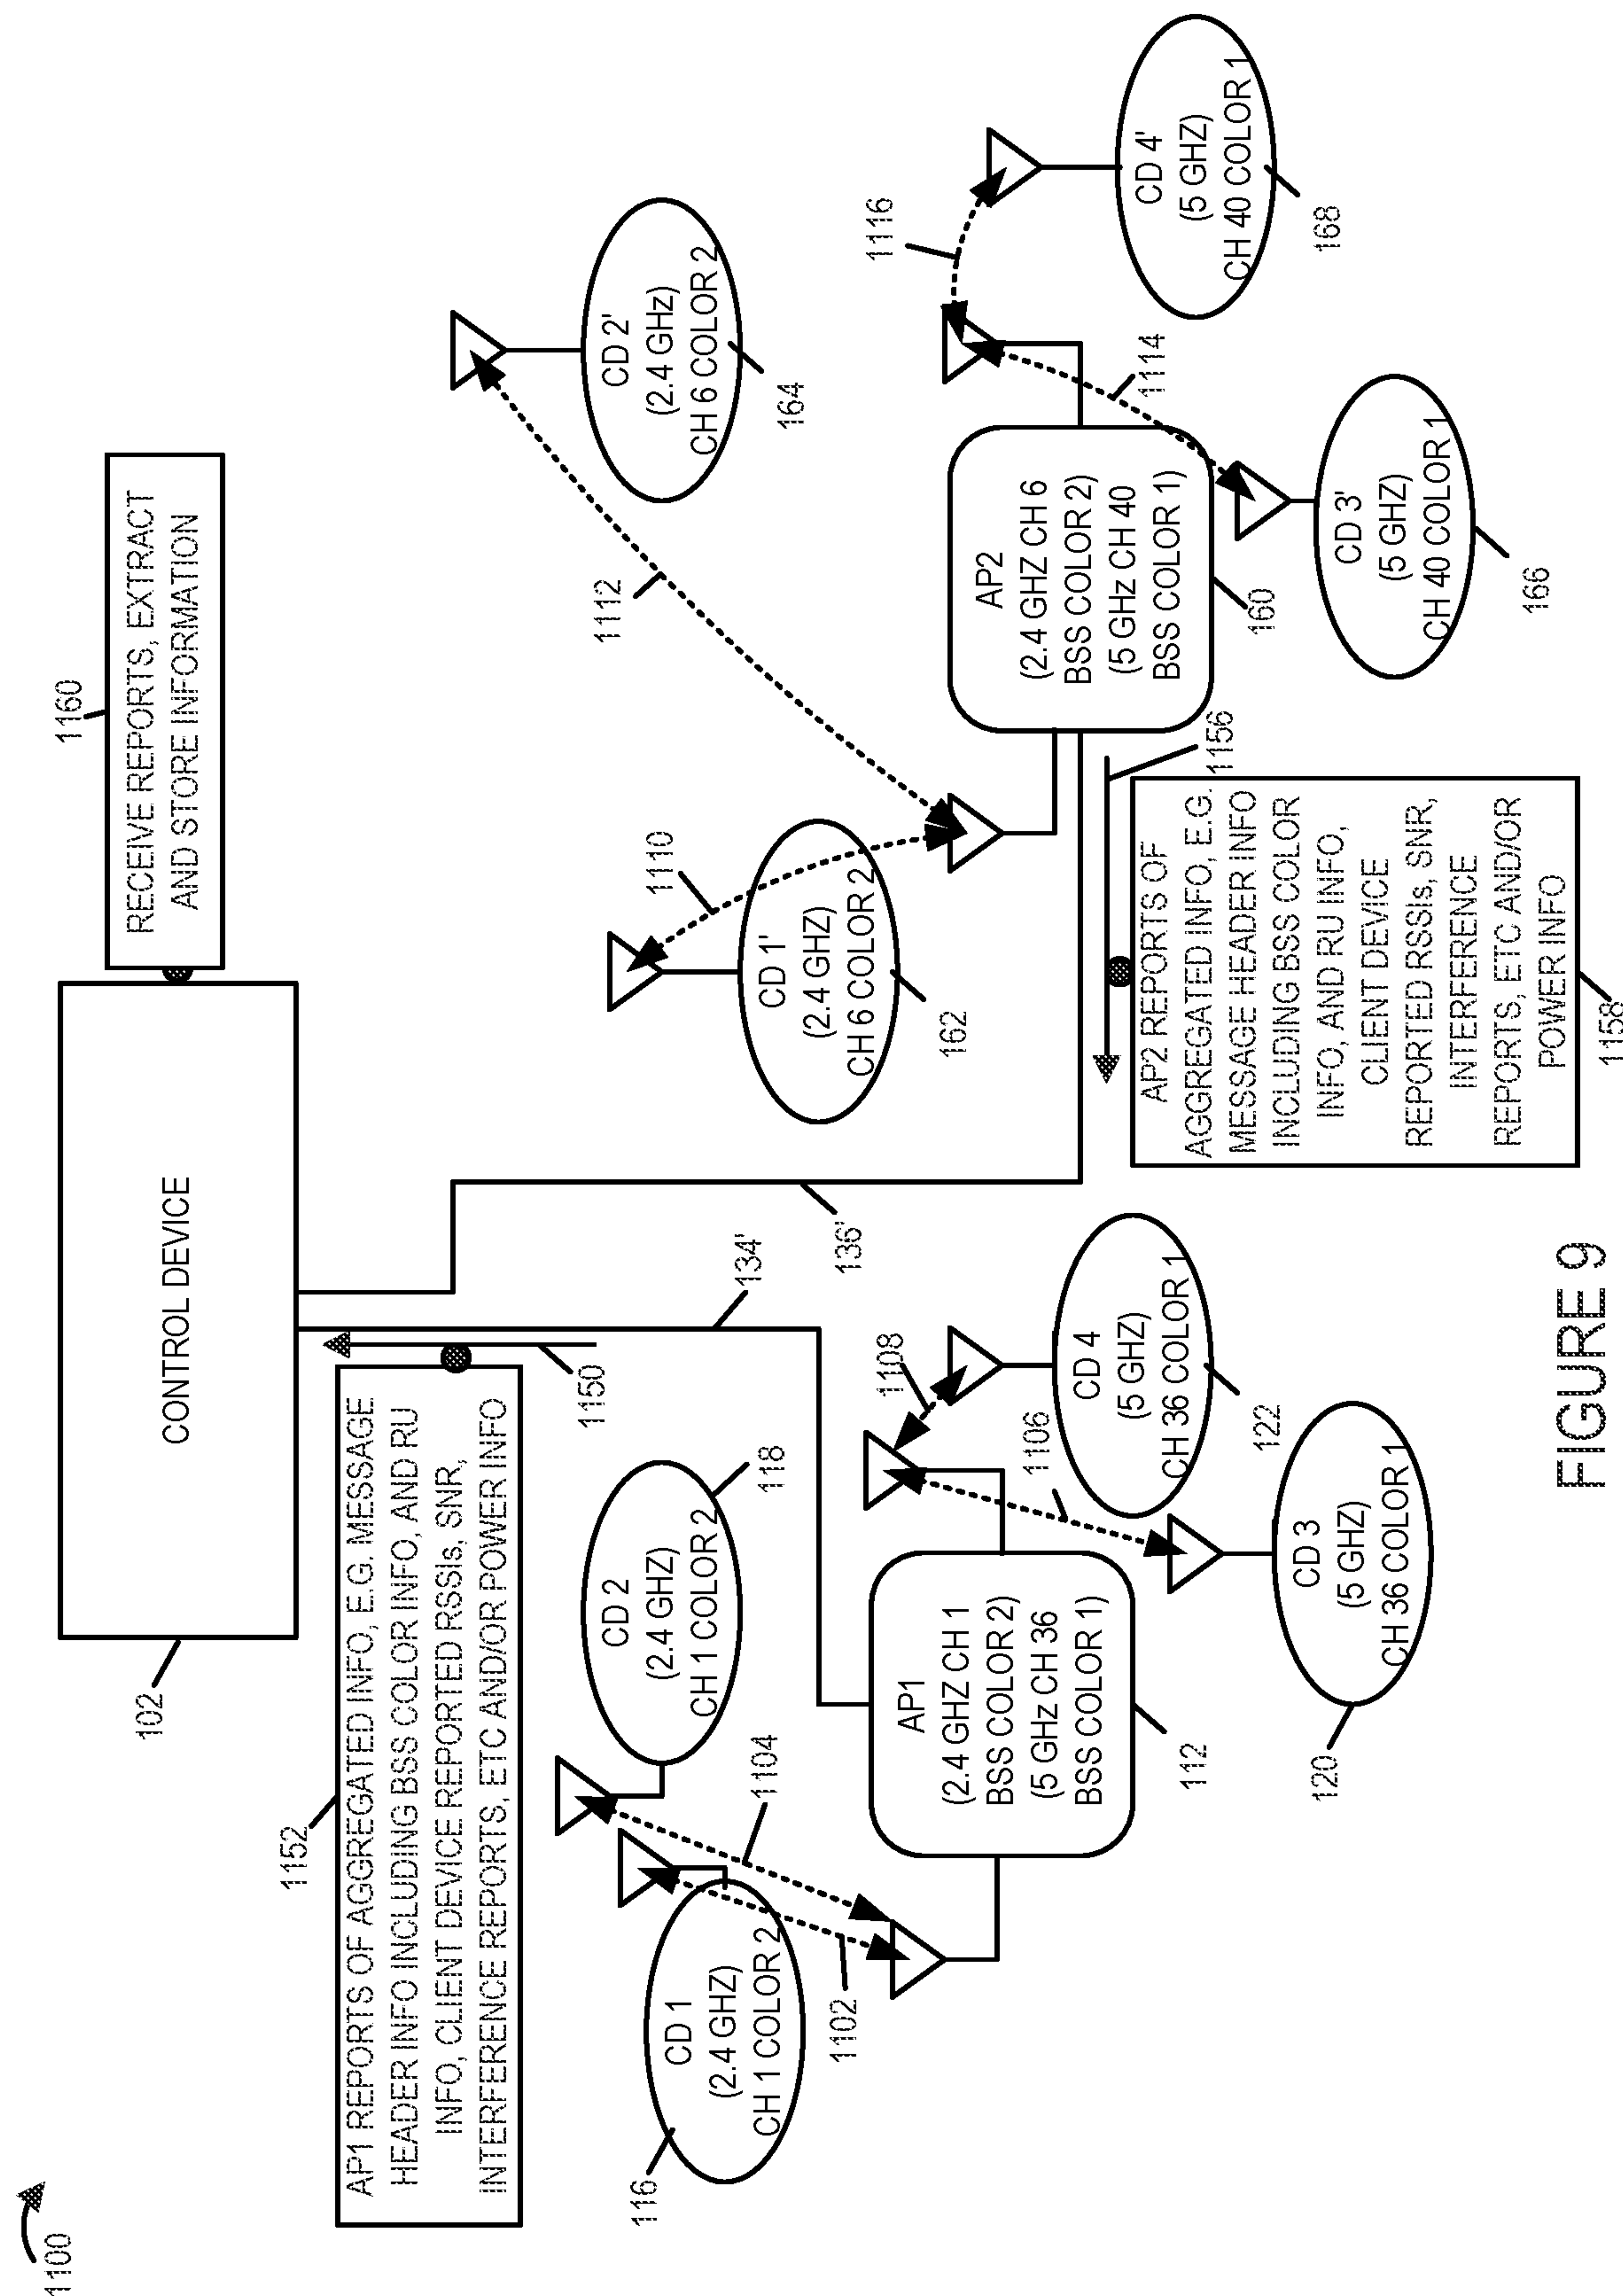 1100
1160
RECEIVE REPORTS, EXTRACT
AND STORE INFORMATION
CONTROL DEVICE
102
1152
AP1 REPORTS OF AGGREGATED INFO, E.G. MESSAGE
HEADER INFO INCLUDING BSS COLOR INFO, AND RU
INFO, CLIENT DEVICE REPORTED RSSIs, SNR,
INTERFERENCE REPORTS, ETC AND/OR POWER INFO
1150
134'
136'
116
CD 1
(2.4 GHZ)
CH 1 COLOR 2
1102
1104
CD 2
(2.4 GHZ)
CH 1 COLOR 2
118
AP1
(2.4 GHZ CH 1
BSS COLOR 2)
(5 GHz CH 36
BSS COLOR 1)
112
1108
1106
CD 4
(5 GHZ)
CH 36 COLOR 1
122
CD 3
(5 GHZ)
CH 36 COLOR 1
120
1110
CD 1'
(2.4 GHZ)
CH 6 COLOR 2
162
1112
CD 2'
(2.4 GHz)
CH 6 COLOR 2
164
AP2
(2.4 GHZ CH 6
BSS COLOR 2)
(5 GHz CH 40
BSS COLOR 1)
160
1116
1114
CD 4'
(5 GHZ)
CH 40 COLOR 1
168
CD 3'
(5 GHZ)
CH 40 COLOR 1
166
1156
AP2 REPORTS OF
AGGREGATED INFO, E.G.
MESSAGE HEADER INFO
INCLUDING BSS COLOR
INFO, AND RU INFO,
CLIENT DEVICE
REPORTED RSSIs, SNR,
INTERFERENCE
REPORTS, ETC AND/OR
POWER INFO
1158
FIGURE 9